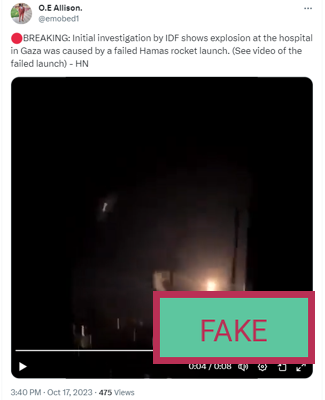 O.E Allison.
@emobed1
🔴BREAKING: Initial investigation by IDF shows explosion at the hospital
in Gaza was caused by a failed Hamas rocket launch. (See video of the
failed launch) - HN
FAKE
0:04 / 0:08
3:40 PM · Oct 17, 2023 · 475 Views